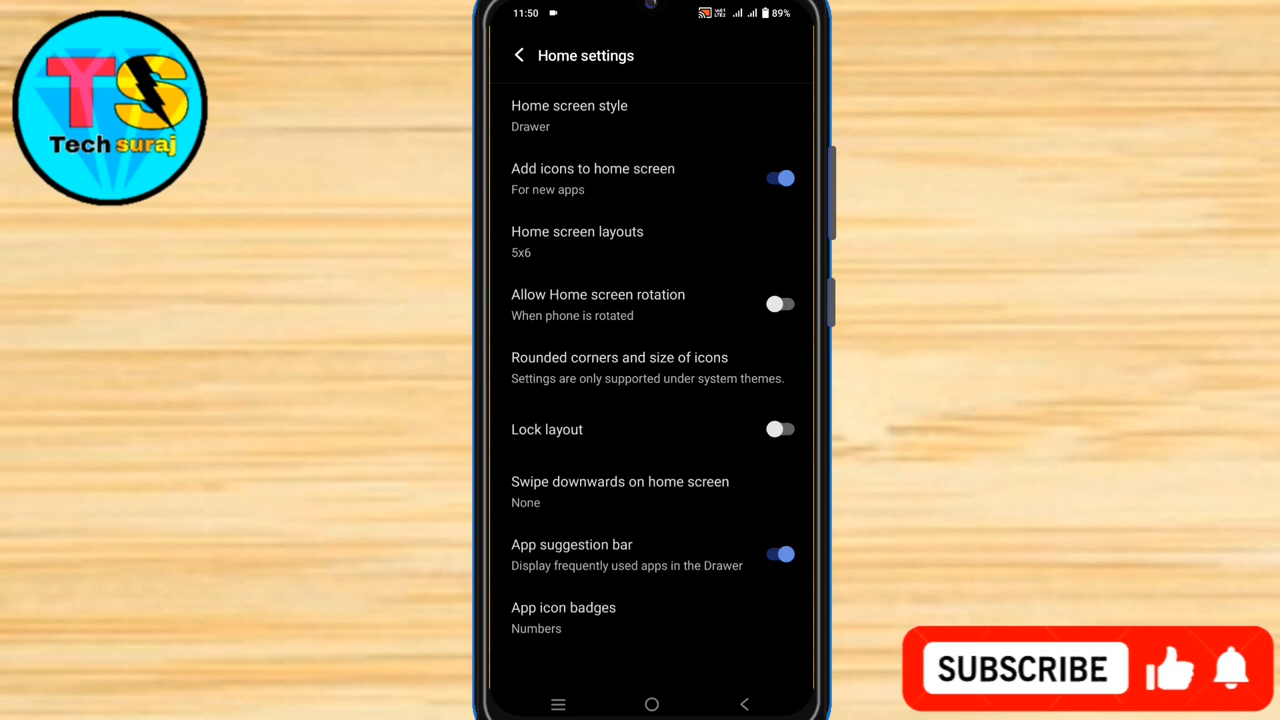 TS
Tech suraj
11:50
89%
Home settings
Home screen style
Drawer
Add icons to home screen
For new apps
Home screen layouts
5x6
Allow Home screen rotation
When phone is rotated
Rounded corners and size of icons
Settings are only supported under system themes.
Lock layout
Swipe downwards on home screen
None
App suggestion bar
Display frequently used apps in the Drawer
App icon badges
Numbers
SUBSCRIBE